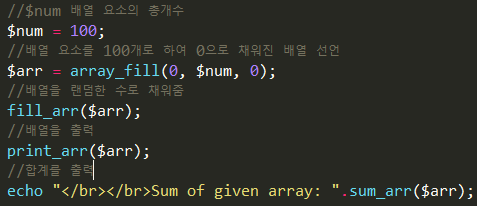 //$num 배열 요소의 총개수
$num = 100;
//배열 요소를 100개로 하여 0으로 채워진 배열 선언
$arr = array_fill(0, $num, 0);
//배열을 랜덤한 수로 채워줌
fill_arr($arr);
//배열을 출력
print_arr($arr);
//합계를 출력
echo "</br></br>Sum of given array: ".sum_arr($arr);